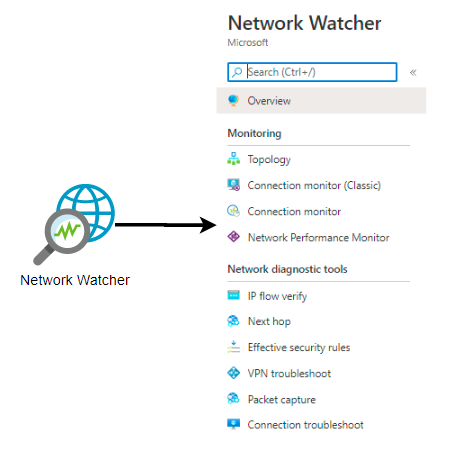 Network Watcher
Microsoft
Search (Ctrl+/)
«
Overview
Monitoring
Topology
Connection monitor (Classic)
Connection monitor
Network Performance Monitor
Network diagnostic tools
IP flow verify
Next hop
Effective security rules
VPN troubleshoot
Packet capture
Connection troubleshoot
Network Watcher